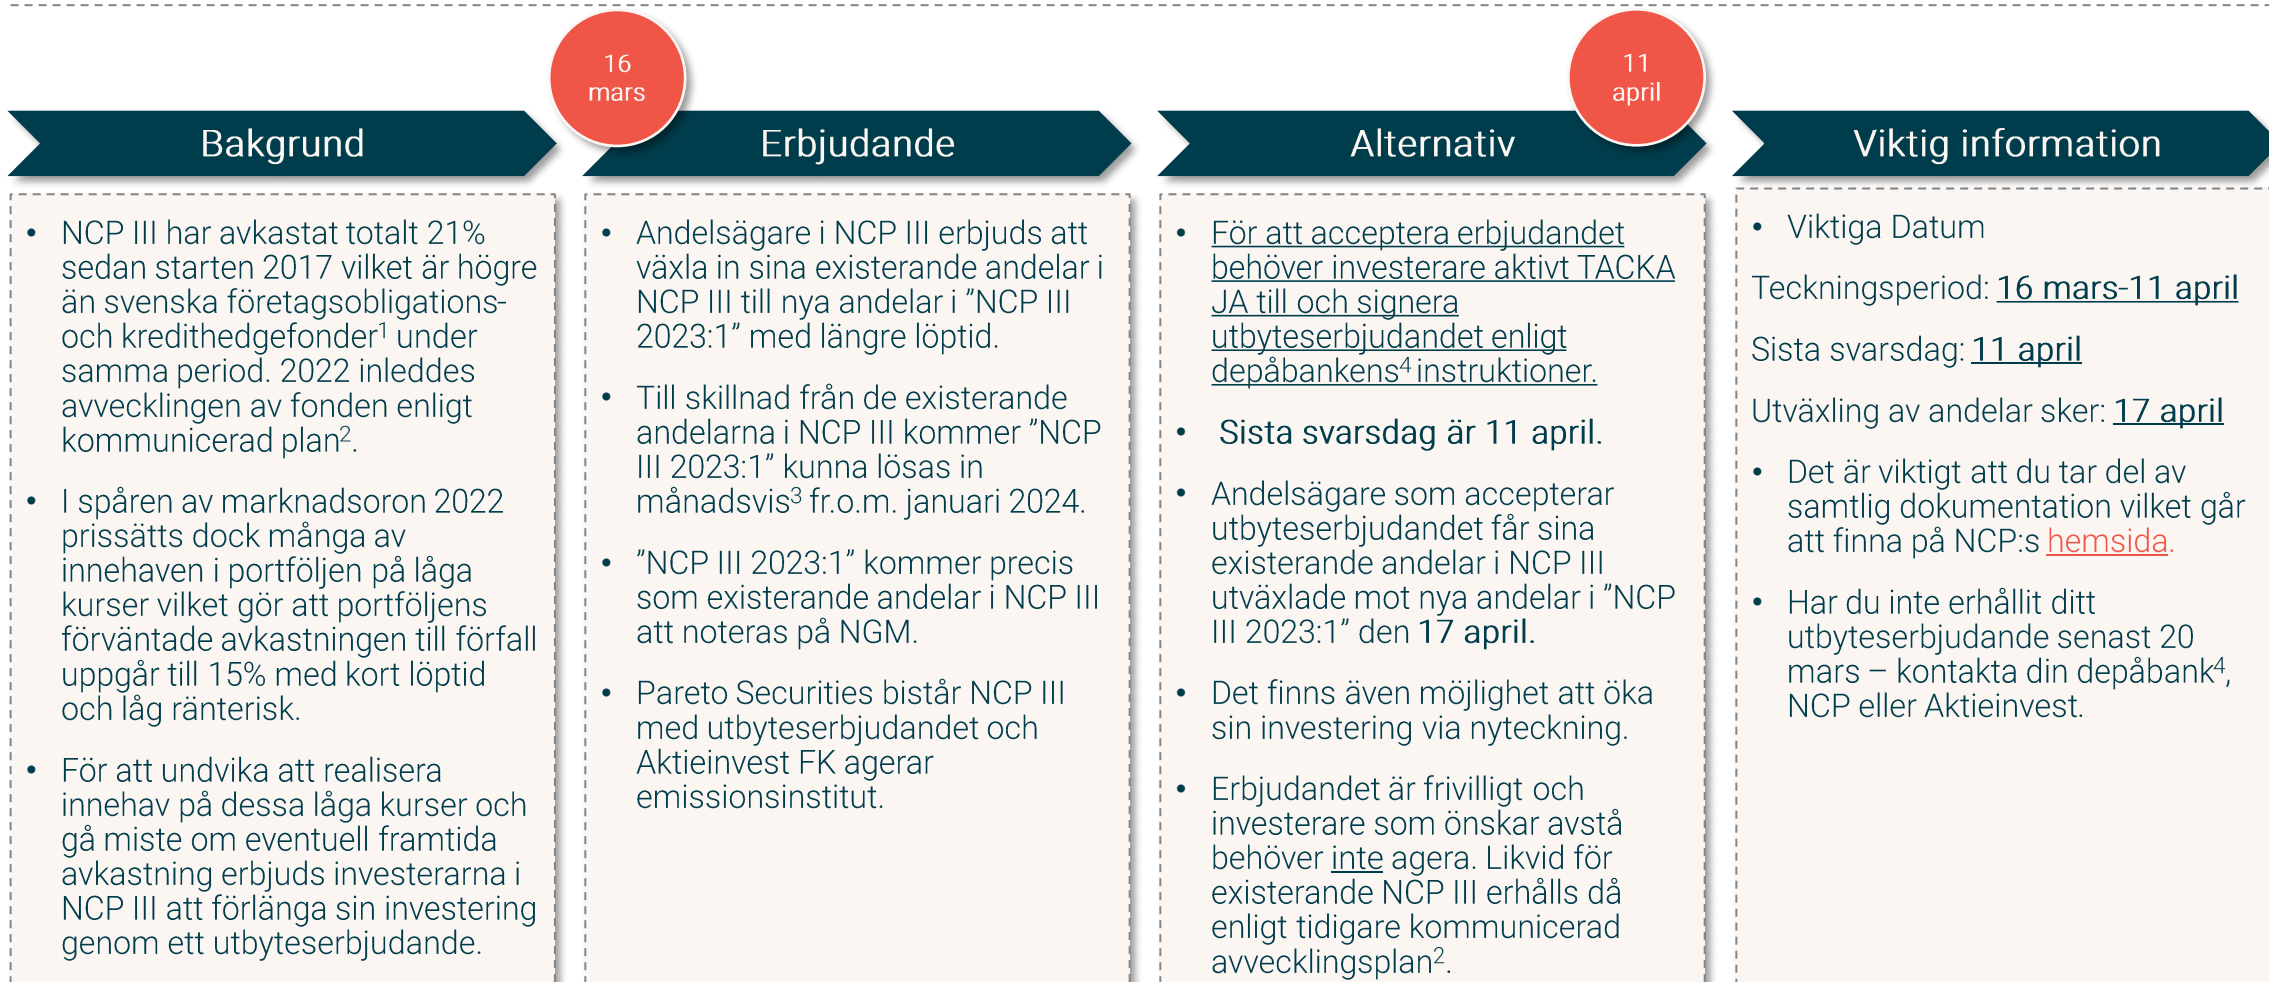 16
mars
11
april
Bakgrund
• NCP III har avkastat totalt 21%
sedan starten 2017 vilket är högre
än svenska företagsobligations-
och kredithedgefonder¹ under
samma period. 2022 inleddes
avvecklingen av fonden enligt
kommunicerad plan².
• I spåren av marknadsoron 2022
prissätts dock många av
innehaven i portföljen på låga
kurser vilket gör att portföljens
förväntade avkastningen till förfall
uppgår till 15% med kort löptid
och låg ränterisk.
• För att undvika att realisera
innehav på dessa låga kurser och
gå miste om eventuell framtida
avkastning erbjuds investerarna i
NCP III att förlänga sin investering
genom ett utbyteserbjudande.
Erbjudande
• Andelsägare i NCP III erbjuds att
växla in sina existerande andelar i
NCP III till nya andelar i ”NCP III
2023:1” med längre löptid.
• Till skillnad från de existerande
andelarna i NCP III kommer ”NCP
III 2023:1” kunna lösas in
månadsvis³ fr.o.m. januari 2024.
• ”NCP III 2023:1” kommer precis
som existerande andelar i NCP III
att noteras på NGM.
• Pareto Securities bistår NCP III
med utbyteserbjudandet och
Aktieinvest FK agerar
emissionsinstitut.
Alternativ
• För att acceptera erbjudandet
behöver investerare aktivt TACKA
JA till och signera
utbyteserbjudandet enligt
depåbankens⁴ instruktioner.
• Sista svarsdag är 11 april.
• Andelsägare som accepterar
utbyteserbjudandet får sina
existerande andelar i NCP III
utväxlade mot nya andelar i ”NCP
III 2023:1” den 17 april.
• Det finns även möjlighet att öka
sin investering via nyteckning.
• Erbjudandet är frivilligt och
investerare som önskar avstå
behöver inte agera. Likvid för
existerande NCP III erhålls då
enligt tidigare kommunicerad
avvecklingsplan².
Viktig information
• Viktiga Datum
Teckningsperiod: 16 mars-11 april
Sista svarsdag: 11 april
Utväxling av andelar sker: 17 april
• Det är viktigt att du tar del av
samtlig dokumentation vilket går
att finna på NCP:s hemsida.
• Har du inte erhållit ditt
utbyteserbjudande senast 20
mars – kontakta din depåbank⁴,
NCP eller Aktieinvest.